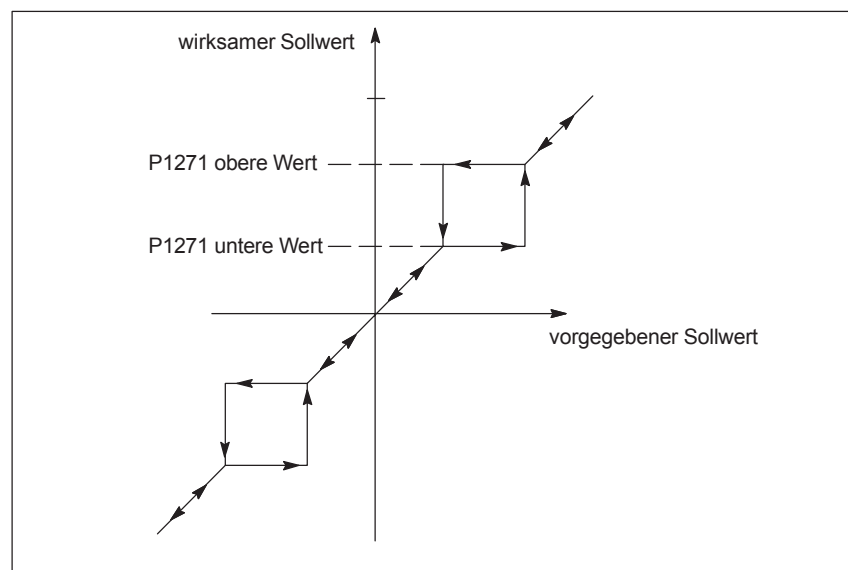 wirksamer Sollwert
P1271 obere Wert
P1271 untere Wert
vorgegebener Sollwert